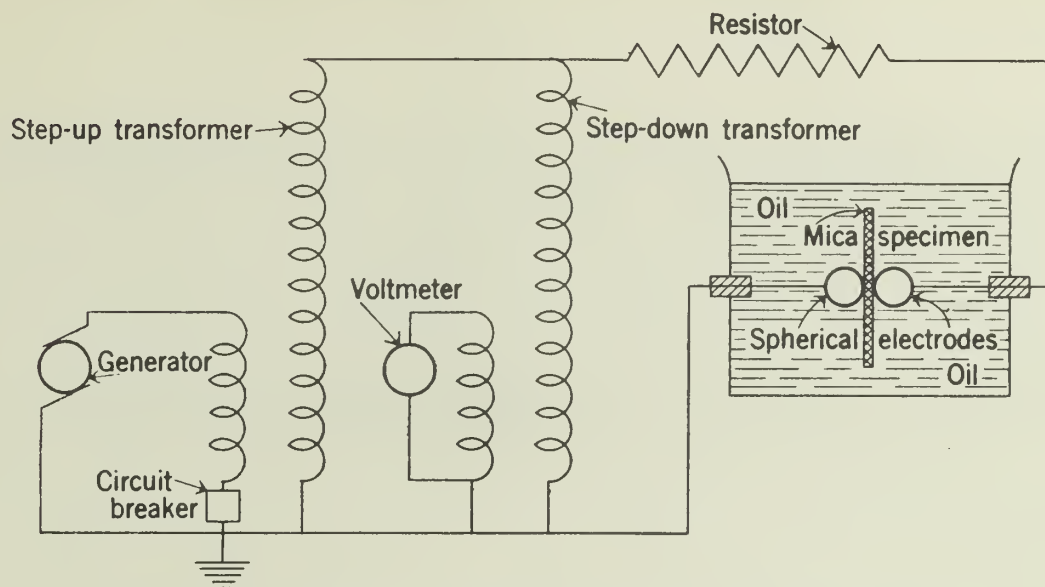 Resistor
Step-up transformer
Step-down transformer
Oil
Mica specimen
Voltmeter
Spherical electrodes
Generator
Oil
Circuit
breaker